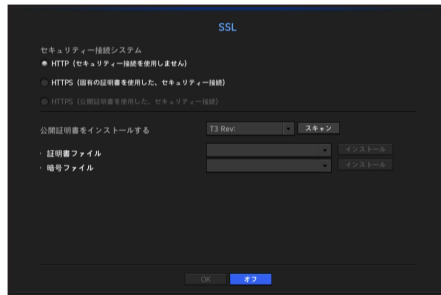 SSL
セキュリティー接続システム
HTTP (セキュリティー接続を使用しません)
HTTPS (固有の証明書を使用した、セキュリティー接続)
HTTPS (公開証明書を使用した、セキュリティー接続)
公開証明書をインストールする T3 Rev: スキャン
証明書ファイル インストール
暗号ファイル インストール
OK オフ